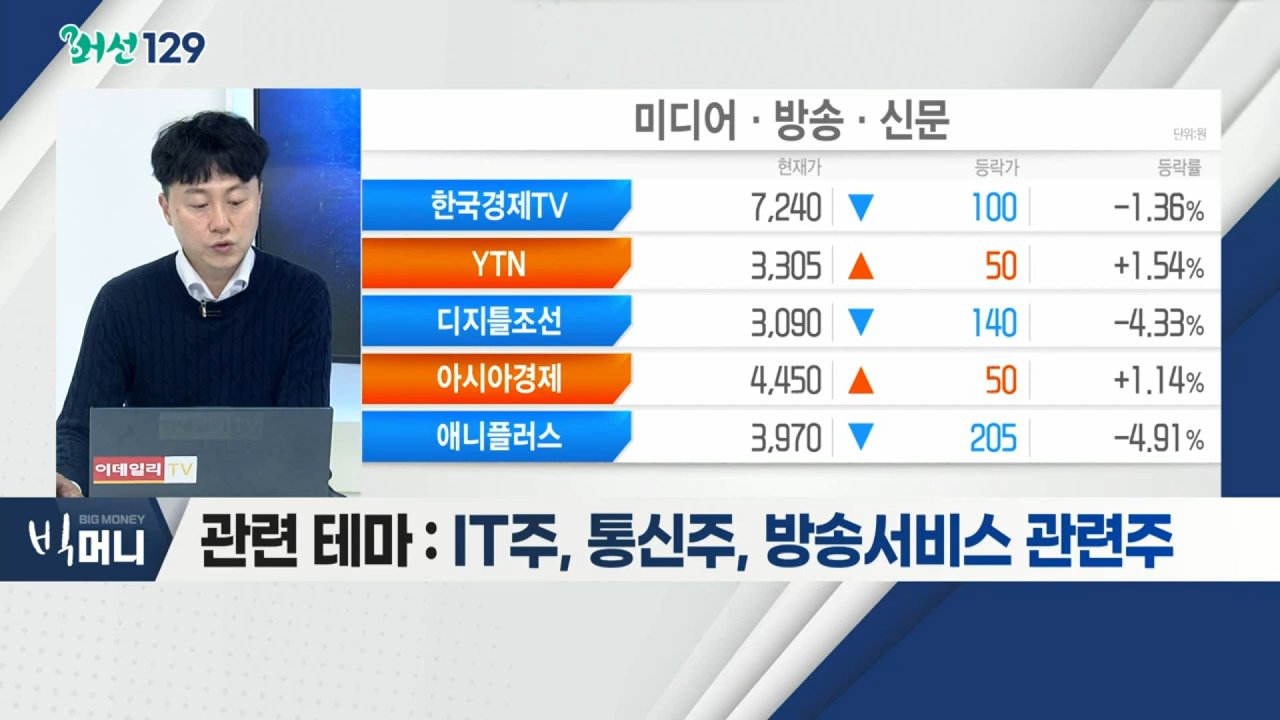 머선129
미디어 · 방송 · 신문
단위:원
현재가 등락가 등락률
한국경제TV 7,240 ▼ 100 -1.36%
YTN 3,305 ▲ 50 +1.54%
디지틀조선 3,090 ▼ 140 -4.33%
아시아경제 4,450 ▲ 50 +1.14%
애니플러스 3,970 ▼ 205 -4.91%
이데일리 TV
BIG MONEY
빅머니
관련 테마 : IT주, 통신주, 방송서비스 관련주